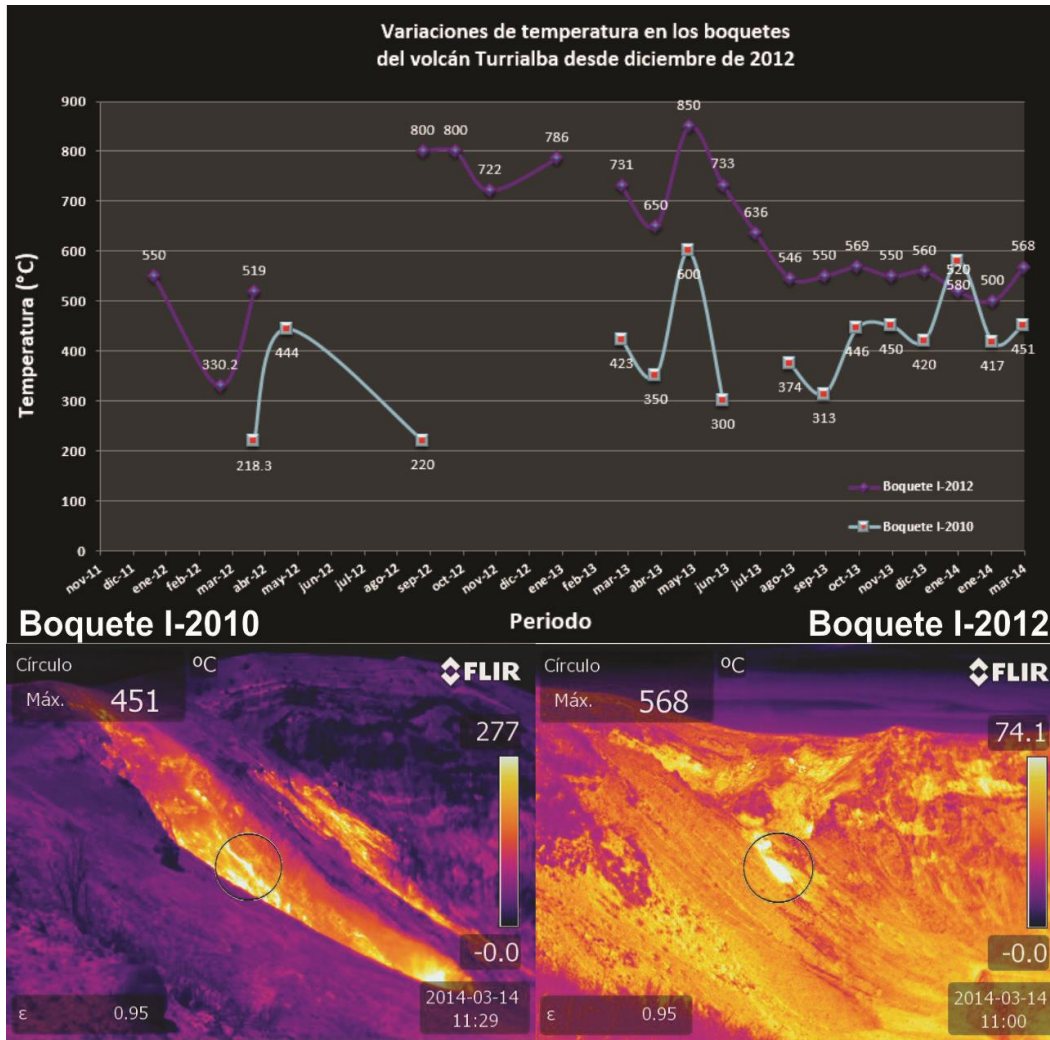 Variaciones de temperatura en los boquetes
del volcán Turrialba desde diciembre de 2012
Temperatura (°C)
900
800
700
600
500
400
300
200
100
0
550
330.2
519
800
800
722
786
731
650
850
733
636
546
550
569
550
560
520
500
568
218.3
444
220
423
350
600
300
374
313
446
450
420
580
417
451
Boquete I-2012
Boquete I-2010
nov-11
dic-11
ene-12
feb-12
mar-12
abr-12
may-12
jun-12
jul-12
ago-12
sep-12
oct-12
nov-12
dic-12
ene-13
feb-13
mar-13
abr-13
may-13
jun-13
jul-13
ago-13
sep-13
oct-13
nov-13
dic-13
ene-14
ene-14
mar-14
Periodo
Boquete I-2010
Boquete I-2012
Círculo
Máx. 451
ºC
FLIR
277
-0.0
ε 0.95
2014-03-14
11:29
Círculo
Máx. 568
ºC
FLIR
74.1
-0.0
ε 0.95
2014-03-14
11:00